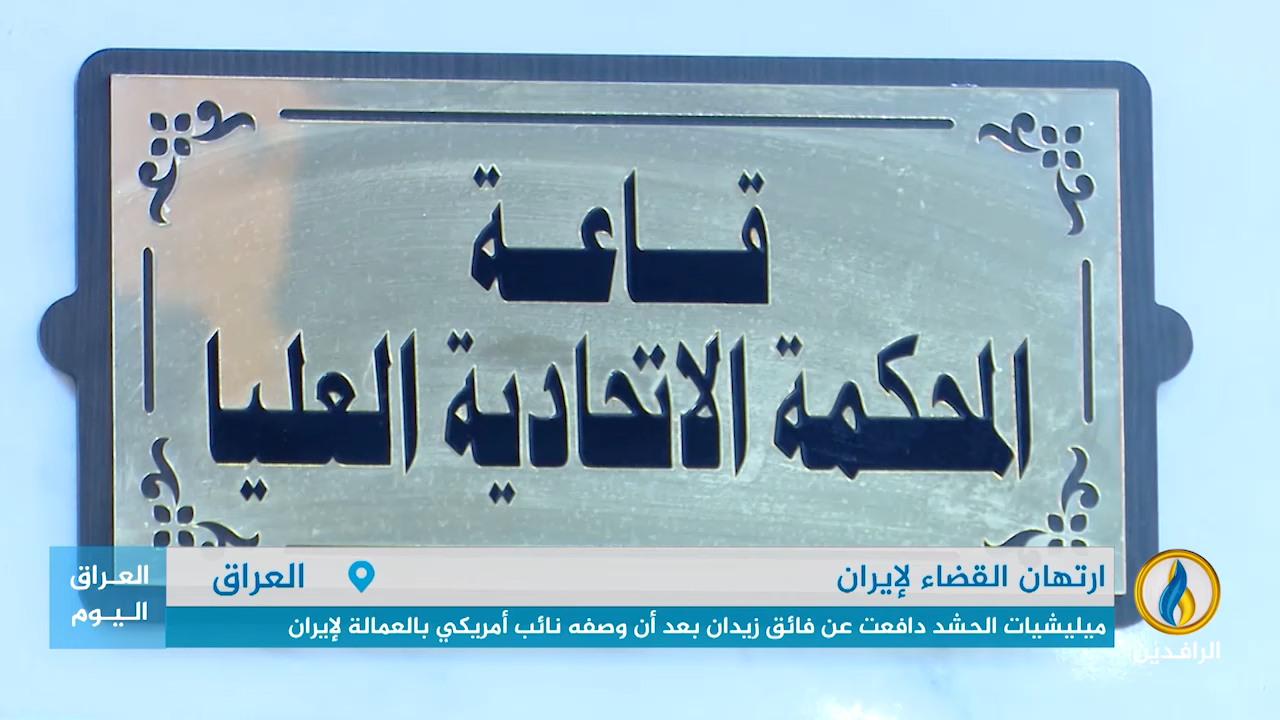 قاعة
المحكمة الاتحادية العليا
ارتهان القضاء لإيران
العراق
ميليشيات الحشد دافعت عن فائق زيدان بعد أن وصفه نائب أمريكي بالعمالة لإيران
العراق
اليوم
الرافدين